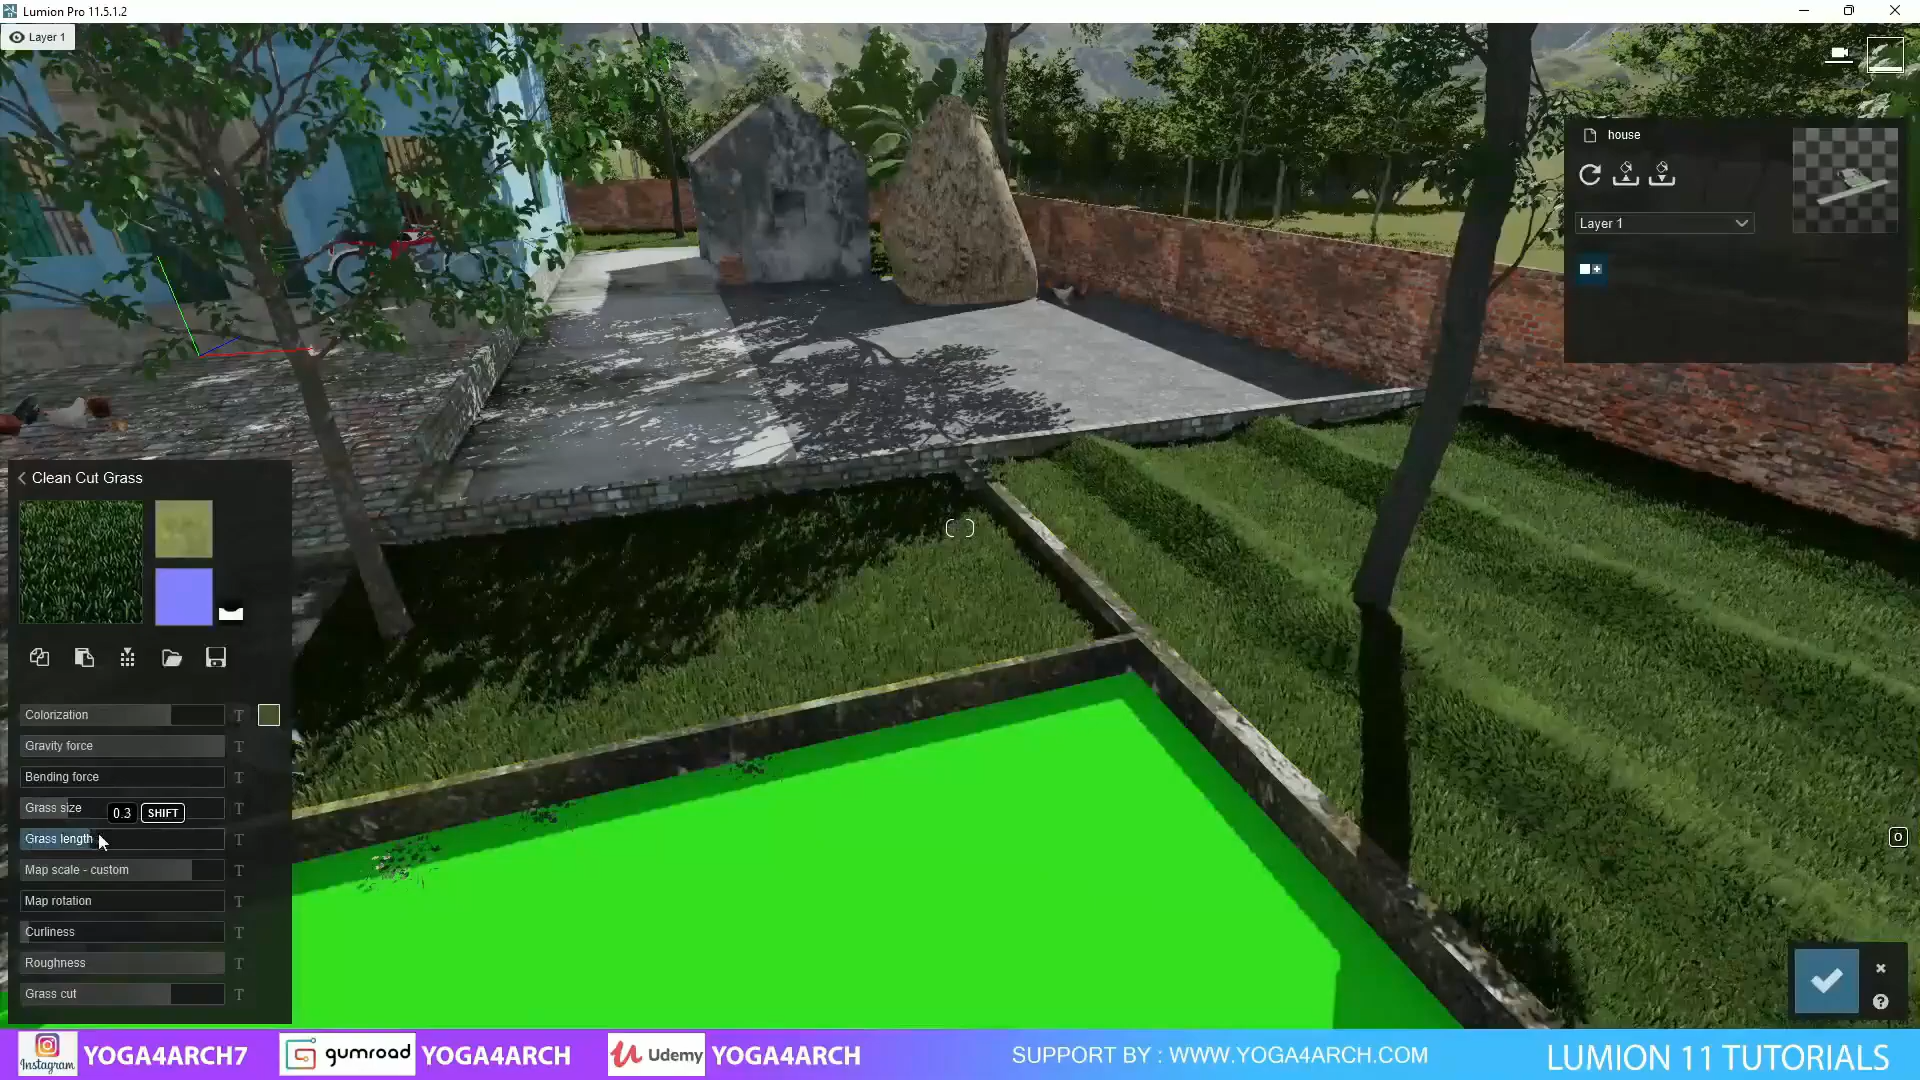 Lumion Pro 11.5.1.2
Layer 1
house
Layer 1
Clean Cut Grass
Colorization T
Gravity force T
Bending force T
Grass size T
0.3 SHIFT
Grass length T
Map scale - custom T
Map rotation T
Curliness T
Roughness T
Grass cut T
O
?
Instagram YOGA4ARCH7 gumroad YOGA4ARCH Udemy YOGA4ARCH SUPPORT BY : WWW.YOGA4ARCH.COM LUMION 11 TUTORIALS